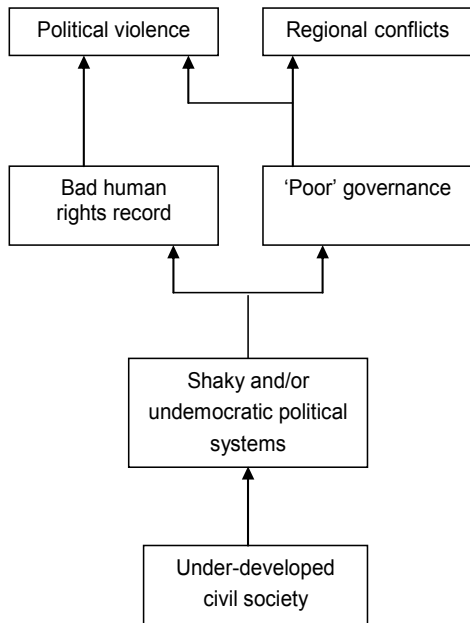 Political violence
Regional conflicts
Bad human
rights record
‘Poor’ governance
Shaky and/or
undemocratic political
systems
Under-developed
civil society